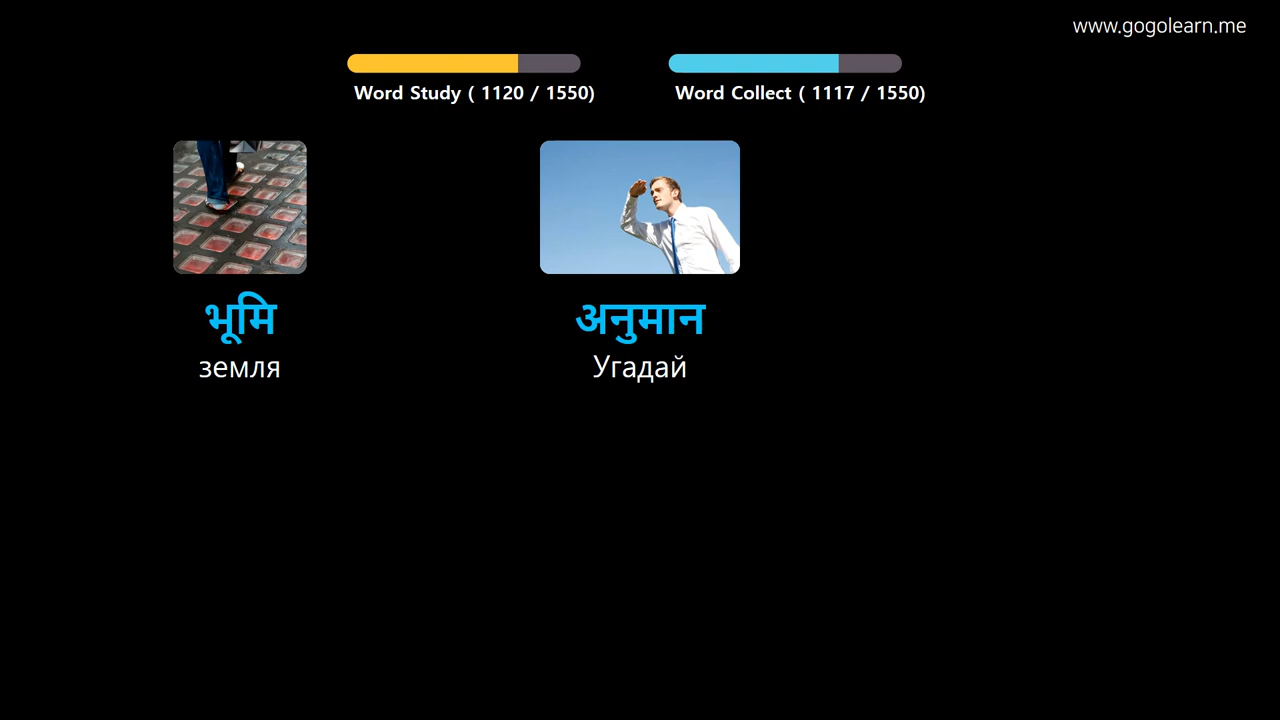 www.gogolearn.me
Word Study ( 1120 / 1550)
Word Collect ( 1117 / 1550)
भूमि
земля
अनुमान
Угадай